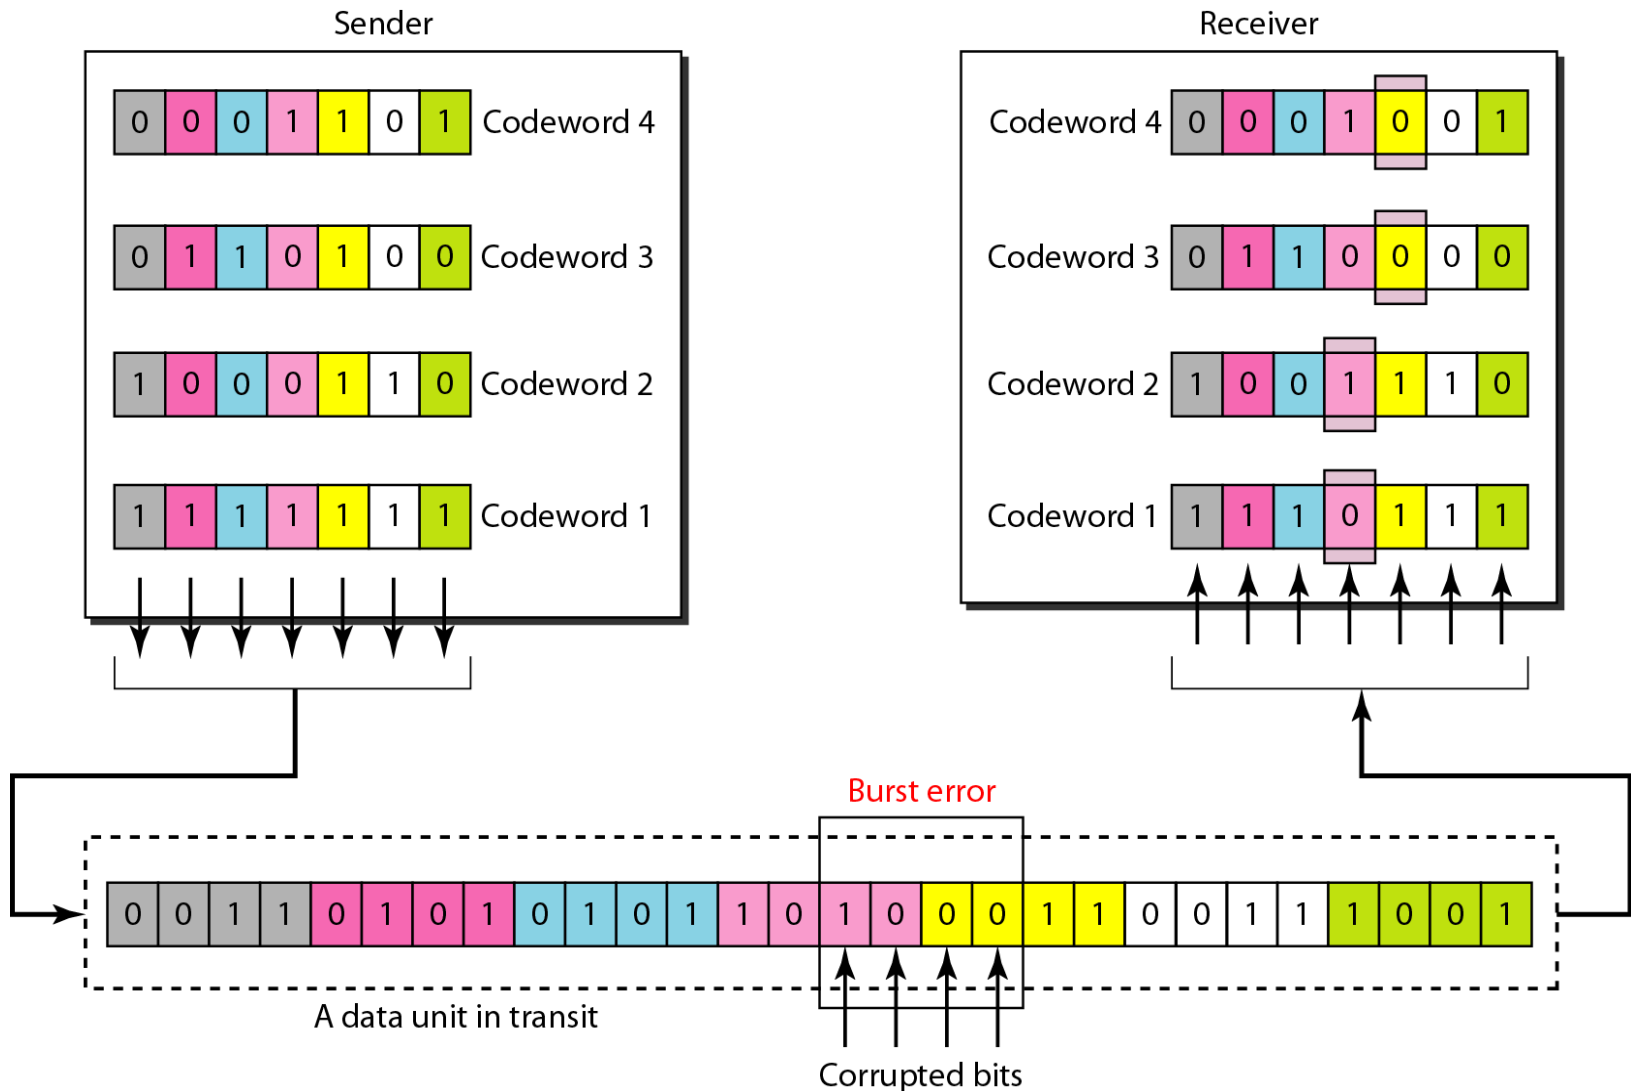 Sender
Receiver
0 0 0 1 1 0 1 Codeword 4
Codeword 4 0 0 0 1 0 0 1
0 1 1 0 1 0 0 Codeword 3
Codeword 3 0 1 1 0 0 0 0
1 0 0 0 1 1 0 Codeword 2
Codeword 2 1 0 0 1 1 1 0
1 1 1 1 1 1 1 Codeword 1
Codeword 1 1 1 1 0 1 1 1
Burst error
0 0 1 1 0 1 0 1 0 1 0 1 1 0 1 0 0 0 1 1 0 0 1 1 1 0 0 1
A data unit in transit
Corrupted bits